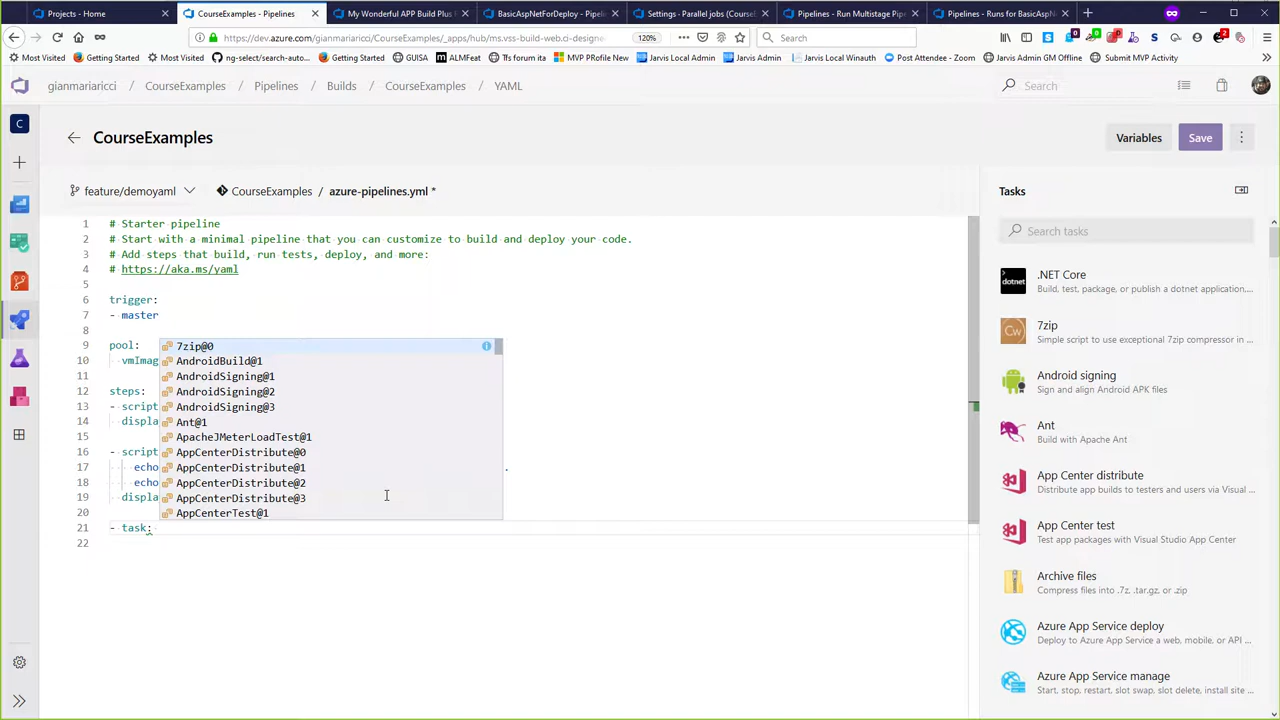 Projects - Home
CourseExamples - Pipelines
My Wonderful APP Build Plus
BasicAspNetForDeploy - Pipeline
Settings - Parallel jobs (Course
Pipelines - Run Multistage Pipeline
Pipelines - Runs for BasicAspN
https://dev.azure.com/gianmariaricci/CourseExamples/_apps/hub/ms.vss-build-web.ci-designe
120%
Search
Most Visited
Getting Started
Most Visited
ng-select/search-autoc...
Getting Started
GUISA
ALMFeat
Tfs forum ita
MVP PROfile New
Jarvis Local Admin
Jarvis Admin
Jarvis Local Winauth
Post Attendee - Zoom
Jarvis Admin GM Offline
Submit MVP Activity
gianmariaricci / CourseExamples / Pipelines / Builds / CourseExamples / YAML
Search
C
CourseExamples
Variables
Save
feature/demoyaml
CourseExamples / azure-pipelines.yml *
1 # Starter pipeline
2 # Start with a minimal pipeline that you can customize to build and deploy your code.
3 # Add steps that build, run tests, deploy, and more:
4 # https://aka.ms/yaml
5
6 trigger:
7 - master
8
9 pool:
10 vmImag
11
12 steps:
13 - script
14 displa
15
16 - script
17 echo .
18 echo
19 displa
20
21 - task:
22
7zip@0
AndroidBuild@1
AndroidSigning@1
AndroidSigning@2
AndroidSigning@3
Ant@1
ApacheJMeterLoadTest@1
AppCenterDistribute@0
AppCenterDistribute@1
AppCenterDistribute@2
AppCenterDistribute@3
AppCenterTest@1
Tasks
Search tasks
.NET Core
Build, test, package, or publish a dotnet application,...
7zip
Simple script to use exceptional 7zip compressor in ...
Android signing
Sign and align Android APK files
Ant
Build with Apache Ant
App Center distribute
Distribute app builds to testers and users via Visual ...
App Center test
Test app packages with Visual Studio App Center
Archive files
Compress files into .7z, .tar.gz, or .zip
Azure App Service deploy
Deploy to Azure App Service a web, mobile, or API ...
Azure App Service manage
Start, stop, restart, slot swap, slot delete, install site ...